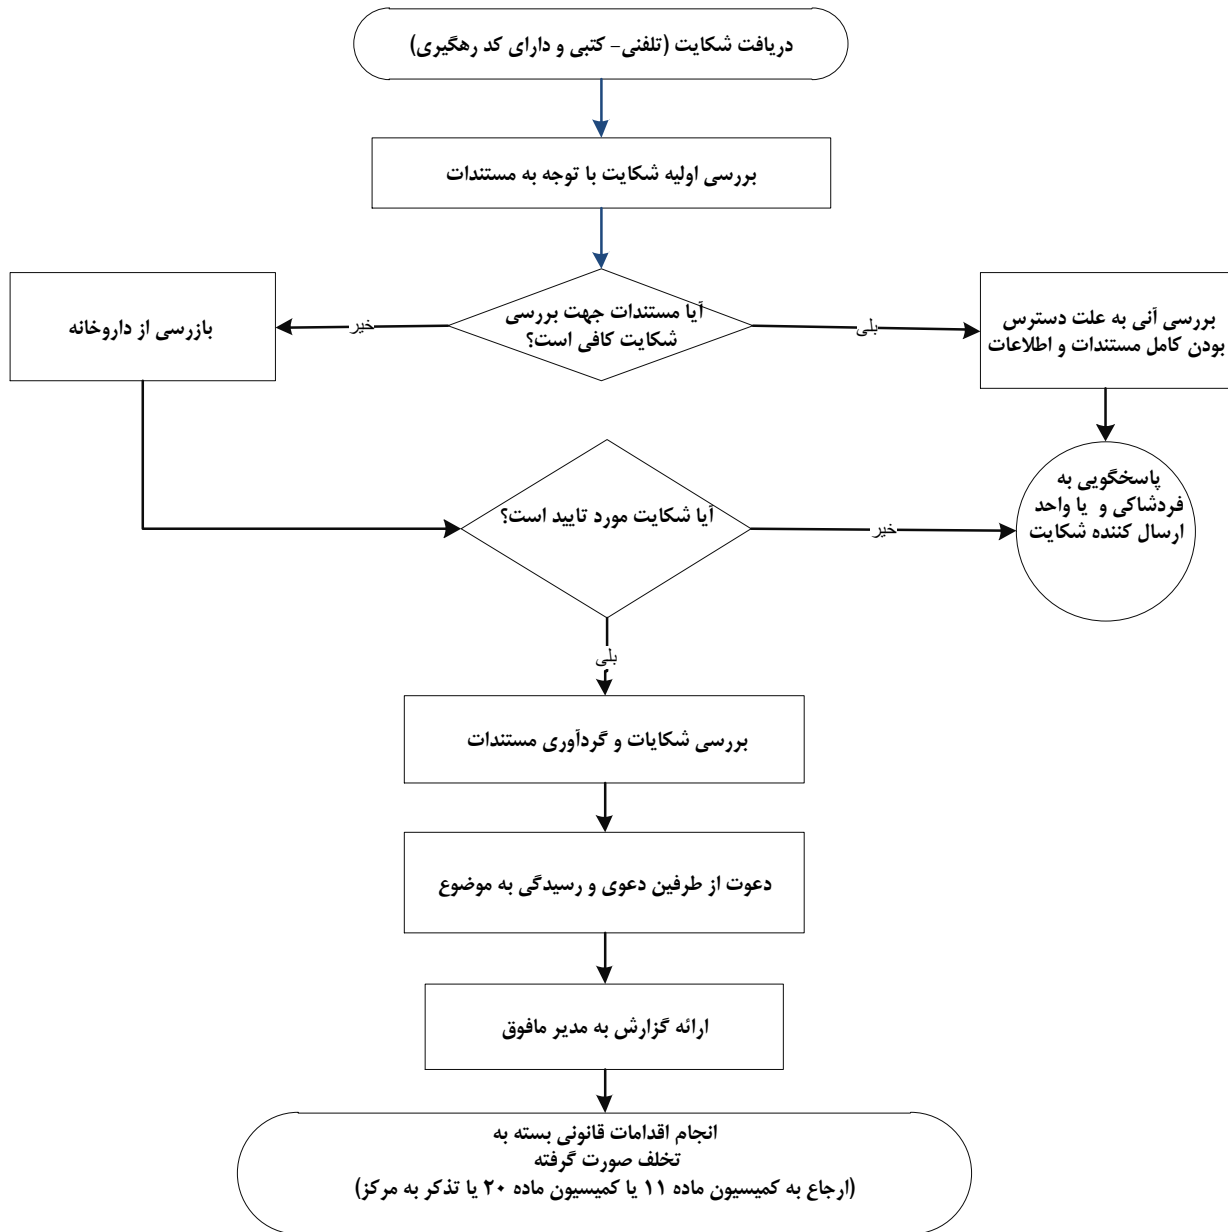 دریافت شکایت (تلفنی- کتبی و دارای کد رهگیری)
بررسی اولیه شکایت با توجه به مستندات
آیا مستندات جهت بررسی
شکایت کافی است؟
خیر
بلی
بازرسی از داروخانه
بررسی آنی به علت دسترس
بودن کامل مستندات و اطلاعات
پاسخگویی به
فردشاکی و یا واحد
ارسال کننده شکایت
آیا شکایت مورد تایید است؟
خیر
بلی
بررسی شکایات و گردآوری مستندات
دعوت از طرفین دعوی و رسیدگی به موضوع
ارائه گزارش به مدیر مافوق
انجام اقدامات قانونی بسته به
تخلف صورت گرفته
(ارجاع به کمیسیون ماده ۱۱ یا کمیسیون ماده ۲۰ یا تذکر به مرکز)